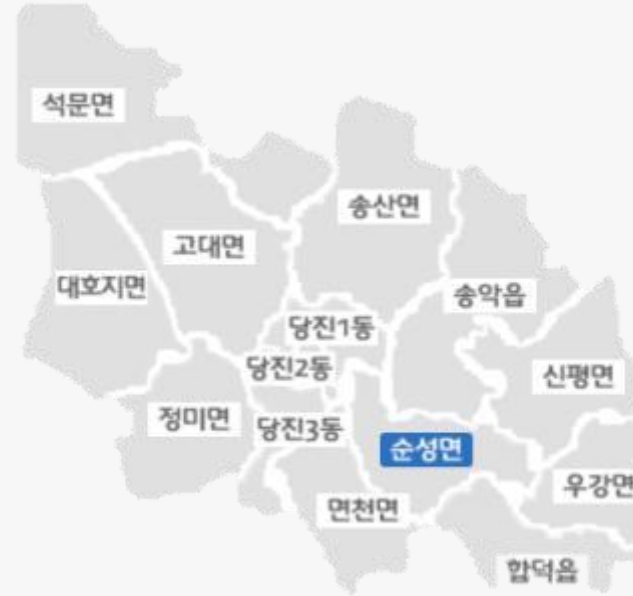 석문면
송산면
고대면
대호지면
송악읍
당진1동
당진2동
신평면
정미면
당진3동
순성면
우강면
면천면
합덕읍